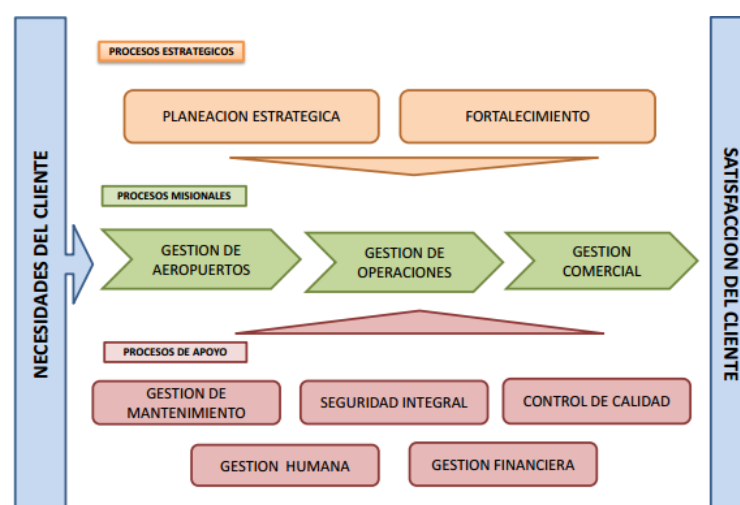 NECESIDADES DEL CLIENTE
PROCESOS ESTRATEGICOS
PLANEACION ESTRATEGICA
FORTALECIMIENTO
PROCESOS MISIONALES
GESTION DE
AEROPUERTOS
GESTION DE
OPERACIONES
GESTION
COMERCIAL
PROCESOS DE APOYO
GESTION DE
MANTENIMIENTO
SEGURIDAD INTEGRAL
CONTROL DE CALIDAD
GESTION HUMANA
GESTION FINANCIERA
SATISFACCION DEL CLIENTE